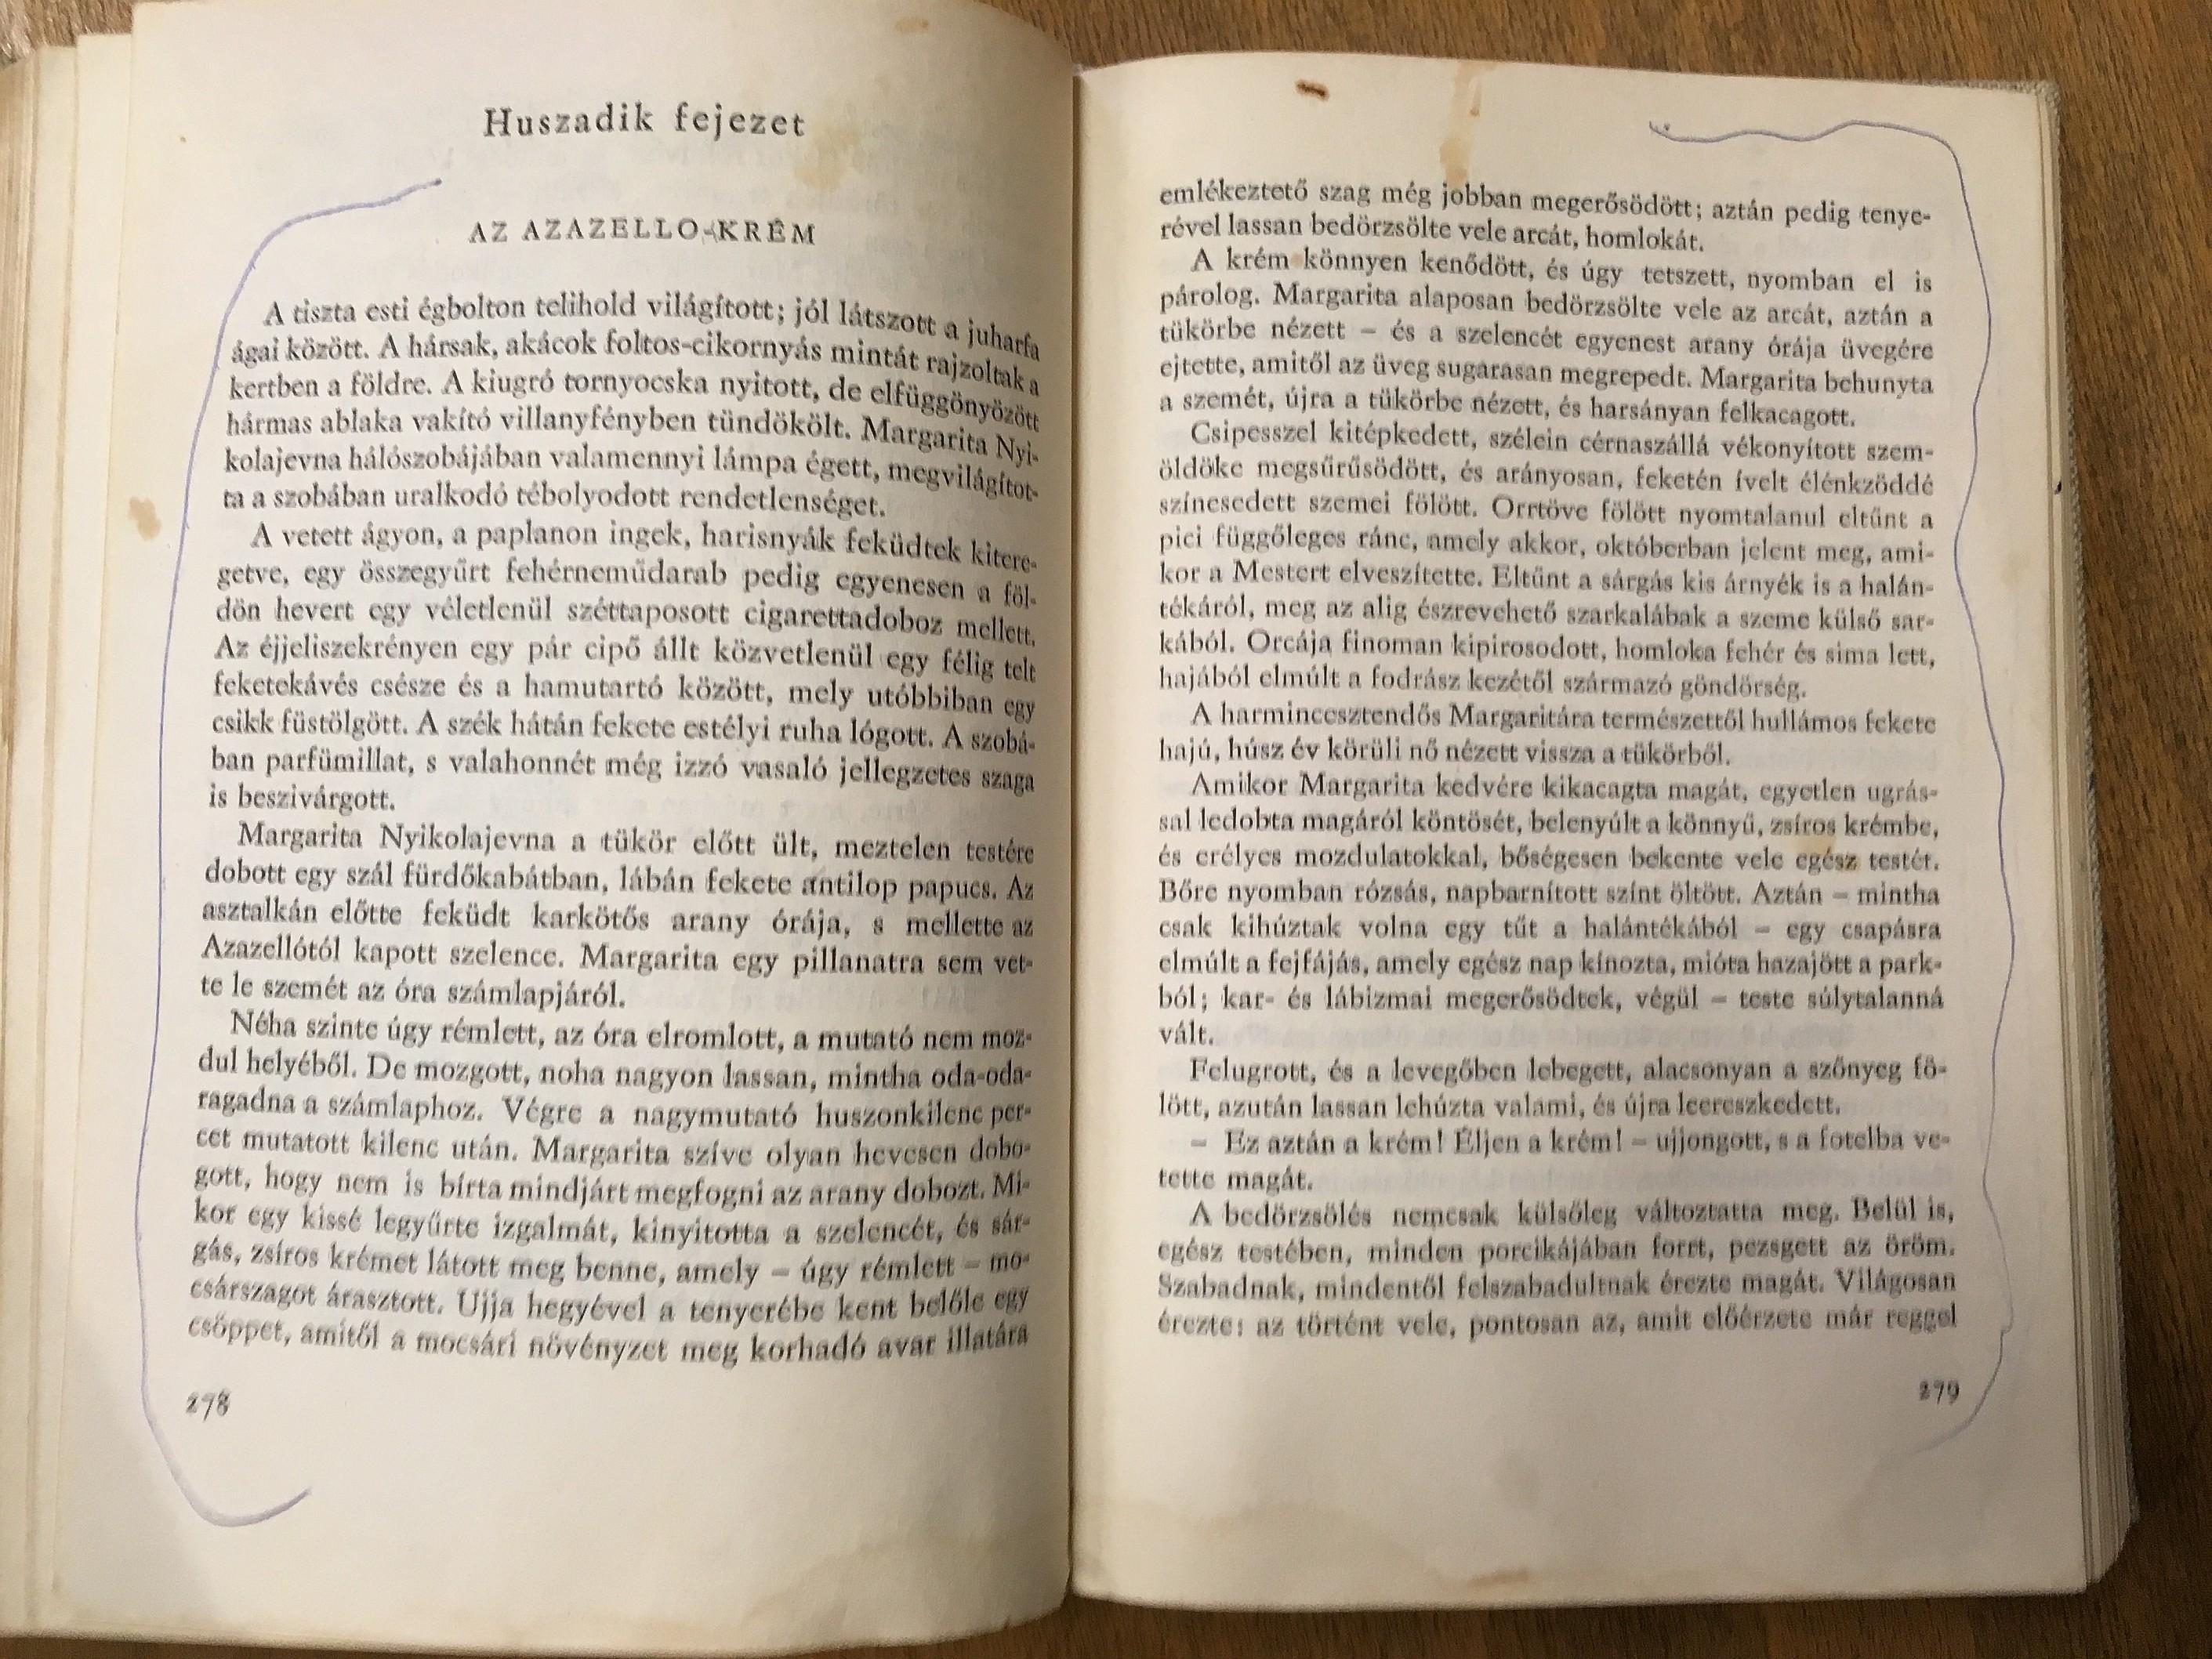 Huszadik fejezet
AZ AZAZELLO-KRÉM
A tiszta esti égbolton telihold világított; jól látszott a juharfa
ágai között. A hársak, akácok foltos-cikornyás mintát rajzoltak a
kertben a földre. A kiugró tornyocska nyitott, de elfüggönyözött
hármas ablaka vakító villanyfényben tündökölt. Margarita Nyi-
kolajevna hálószobájában valamennyi lámpa égett, megvilágítot-
ta a szobában uralkodó tébolyodott rendetlenséget.
A vetett ágyon, a paplanon ingek, harisnyák feküdtek kitere-
getve, egy összegyűrt fehérneműdarab pedig egyenesen a föl-
dön hevert egy véletlenül széttaposott cigarettadoboz mellett.
Az éjjeliszekrényen egy pár cipő állt közvetlenül egy félig telt
feketekávés csésze és a hamutartó között, mely utóbbiban egy
csikk füstölgött. A szék hátán fekete estélyi ruha lógott. A szobá-
ban parfümillat, s valahonnét még izzó vasaló jellegzetes szaga
is beszivárgott.
Margarita Nyikolajevna a tükör előtt ült, meztelen testére
dobott egy szál fürdőkabátban, lábán fekete antilop papucs. Az
asztalkán előtte feküdt karkötős arany órája, s mellette az
Azazellótól kapott szelence. Margarita egy pillanatra sem vet-
te le szemét az óra számlapjáról.
Néha szinte úgy rémlett, az óra elromlott, a mutató nem moz-
dul helyéből. De mozgott, noha nagyon lassan, mintha oda-oda-
ragadna a számlaphoz. Végre a nagymutató huszonkilenc per-
cet mutatott kilenc után. Margarita szíve olyan hevesen dobo-
gott, hogy nem is bírta mindjárt megfogni az arany dobozt. Mi-
kor egy kissé legyűrte izgalmát, kinyitotta a szelencét, és sár-
gás, zsíros krémet látott meg benne, amely – úgy rémlett – mo-
csárszagot árasztott. Ujja hegyével a tenyerébe kent belőle egy
csöppet, amitől a mocsári növényzet meg korhadó avar illatára
278
emlékeztető szag még jobban megerősödött; aztán pedig tenye-
rével lassan bedörzsölte vele arcát, homlokát.
A krém könnyen kenődött, és úgy tetszett, nyomban el is
párolog. Margarita alaposan bedörzsölte vele az arcát, aztán a
tükörbe nézett – és a szelencét egyenest arany órája üvegére
ejtette, amitől az üveg sugarasan megrepedt. Margarita behunyta
a szemét, újra a tükörbe nézett, és harsányan felkacagott.
Csipesszel kitépkedett, szélein cérnaszállá vékonyított szem-
öldöke megsűrűsödött, és arányosan, feketén ívelt élénkzölddé
színesedett szemei fölött. Orrtöve fölött nyomtalanul eltűnt a
pici függőleges ránc, amely akkor, októberban jelent meg, ami-
kor a Mestert elveszítette. Eltűnt a sárgás kis árnyék is a halán-
tékáról, meg az alig észrevehető szarkalábak a szeme külső sar-
kából. Orcája finoman kipirosodott, homloka fehér és sima lett,
hajából elmúlt a fodrász kezétől származó göndörség.
A harmincesztendős Margaritára természettől hullámos fekete
hajú, húsz év körüli nő nézett vissza a tükörből.
Amikor Margarita kedvére kikacagta magát, egyetlen ugrás-
sal ledobta magáról köntösét, belenyúlt a könnyű, zsíros krémbe,
és erélyes mozdulatokkal, bőségesen bekente vele egész testét.
Bőre nyomban rózsás, napbarnított színt öltött. Aztán – mintha
csak kihúztak volna egy tűt a halántékából – egy csapásra
elmúlt a fejfájás, amely egész nap kínozta, mióta hazajött a park-
ból; kar- és lábizmai megerősödtek, végül – teste súlytalanná
vált.
Felugrott, és a levegőben lebegett, alacsonyan a szőnyeg fö-
lött, azután lassan lehúzta valami, és újra leereszkedett.
– Ez aztán a krém! Éljen a krém! – ujjongott, s a fotelba ve-
tette magát.
A bedörzsölés nemcsak külsőleg változtatta meg. Belül is,
egész testében, minden porcikájában forrt, pezsgett az öröm.
Szabadnak, mindentől felszabadultnak érezte magát. Világosan
érezte: az történt vele, pontosan az, amit előérzete már reggel
279